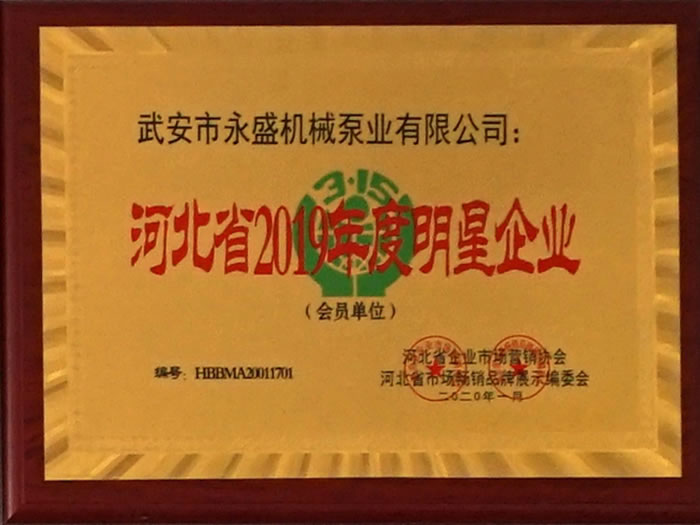 武安市永盛机械泵业有限公司：
3·15
河北省2019年度明星企业
（会员单位）
编号：HBBMA20011701
河北省企业市场营销协会
河北省市场畅销品牌展示编委会
二〇二〇年一月